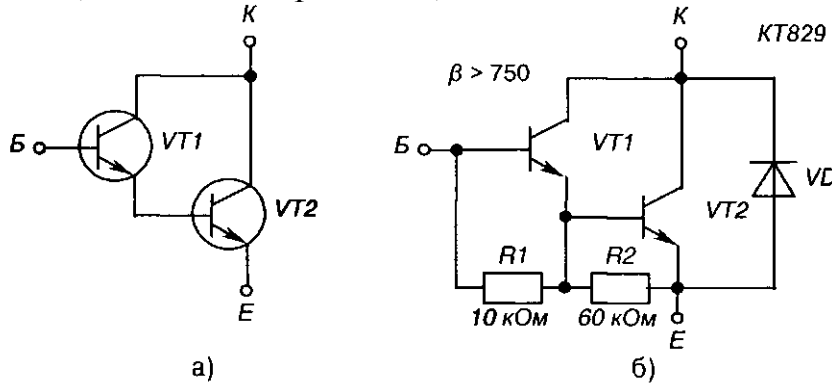 К
Б
VT1
VT2
Е
а)
К
КТ829
β > 750
Б
VT1
VT2
VD
R1
10 кОм
R2
60 кОм
Е
б)